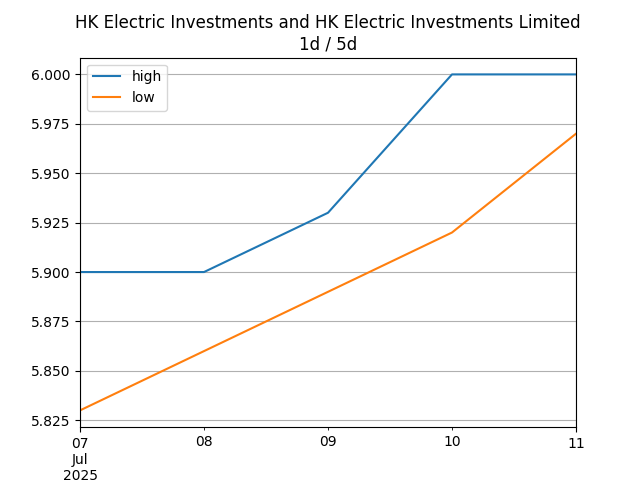 HK Electric Investments and HK Electric Investments Limited
1d / 5d
high
low
6.000
5.975
5.950
5.925
5.900
5.875
5.850
5.825
07
Jul
2025
08
09
10
11